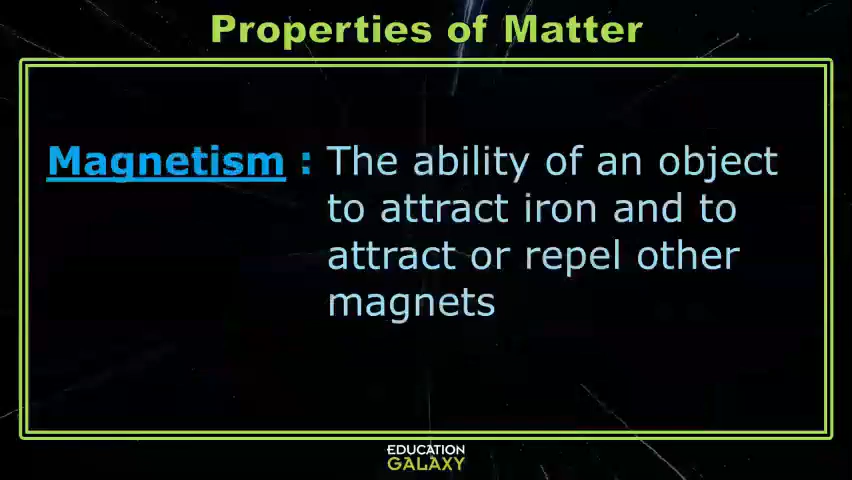 Properties of Matter
Magnetism : The ability of an object
to attract iron and to
attract or repel other
magnets
EDUCATION
GALAXY